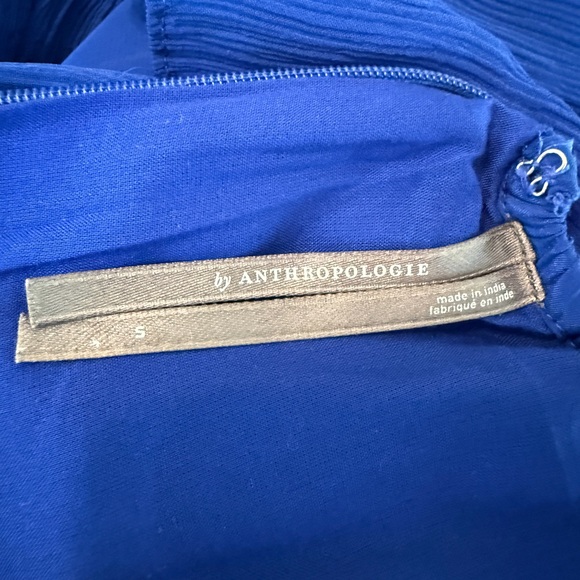 by ANTHROPOLOGIE
made in india
fabriqué en inde
S